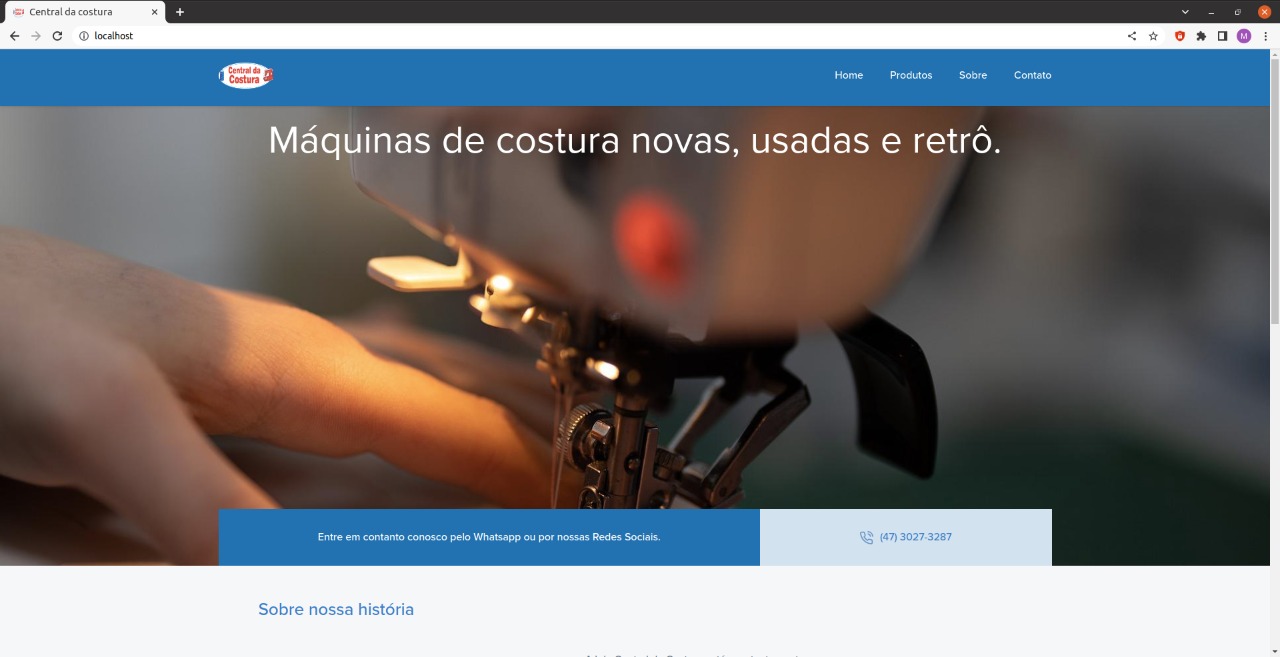 Central da costura
localhost
M
Central da
Costura
Home Produtos Sobre Contato
Máquinas de costura novas, usadas e retrô.
Entre em contanto conosco pelo Whatsapp ou por nossas Redes Sociais.
(47) 3027-3287
Sobre nossa história